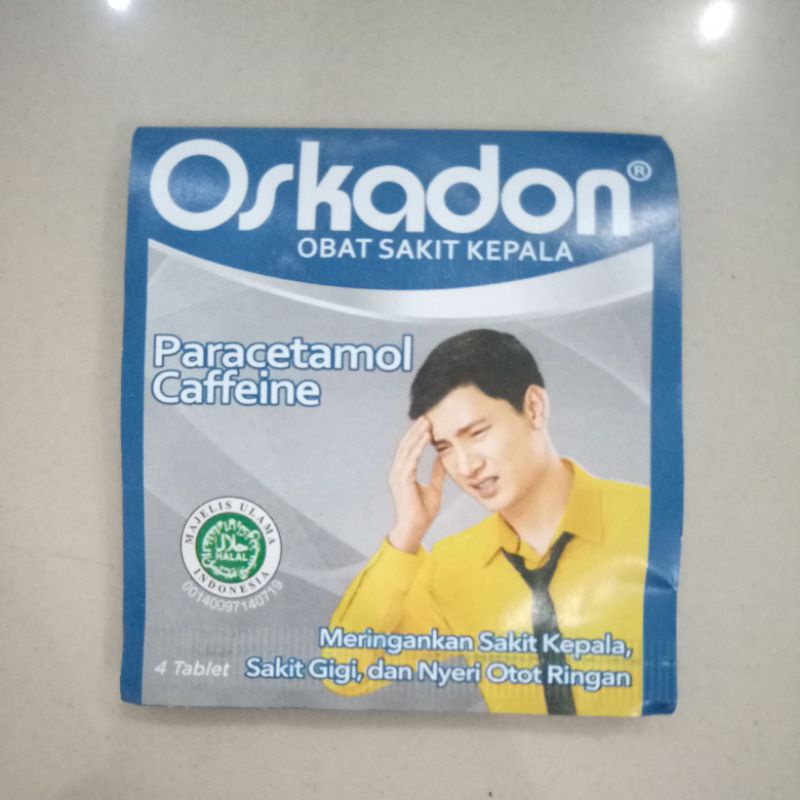 Oskadon®
OBAT SAKIT KEPALA
Paracetamol
Caffeine
MAJELIS ULAMA
حلال
HALAL
INDONESIA
00140097140719
Meringankan Sakit Kepala,
4 Tablet Sakit Gigi, dan Nyeri Otot Ringan